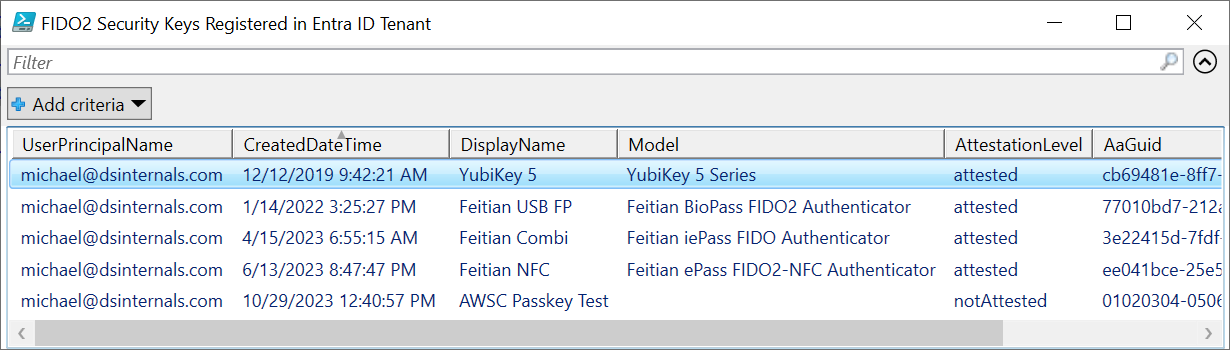 FIDO2 Security Keys Registered in Entra ID Tenant
Filter
Add criteria
UserPrincipalName CreatedDateTime DisplayName Model AttestationLevel AaGuid
michael@dsinternals.com 12/12/2019 9:42:21 AM YubiKey 5 YubiKey 5 Series attested cb69481e-8ff7-
michael@dsinternals.com 1/14/2022 3:25:27 PM Feitian USB FP Feitian BioPass FIDO2 Authenticator attested 77010bd7-212a
michael@dsinternals.com 4/15/2023 6:55:15 AM Feitian Combi Feitian iePass FIDO Authenticator attested 3e22415d-7fdf-
michael@dsinternals.com 6/13/2023 8:47:47 PM Feitian NFC Feitian ePass FIDO2-NFC Authenticator attested ee041bce-25e5
michael@dsinternals.com 10/29/2023 12:40:57 PM AWSC Passkey Test notAttested 01020304-0506